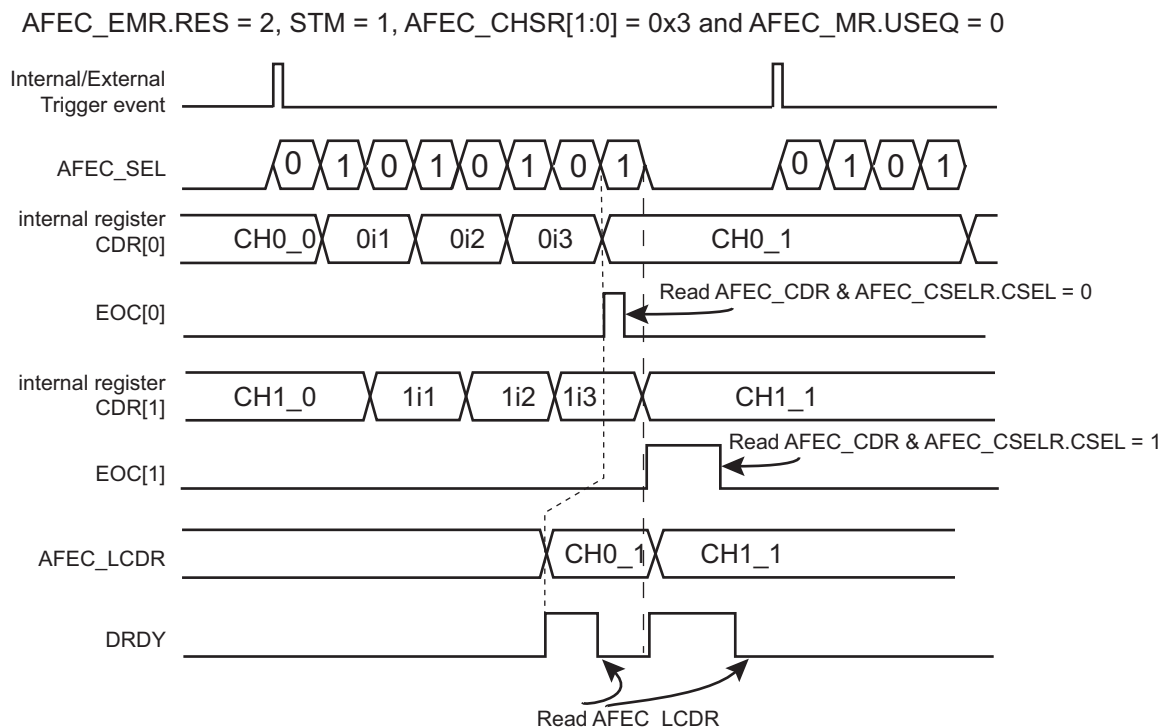 AFEC_EMR.RES = 2, STM = 1, AFEC_CHSR[1:0] = 0x3 and AFEC_MR.USEQ = 0
Internal/External
Trigger event
AFEC_SEL
0 1 0 1 0 1 0 1 0 1 0 1
internal register
CDR[0]
CH0_0 0i1 0i2 0i3 CH0_1
EOC[0]
Read AFEC_CDR & AFEC_CSELR.CSEL = 0
internal register
CDR[1]
CH1_0 1i1 1i2 1i3 CH1_1
EOC[1]
Read AFEC_CDR & AFEC_CSELR.CSEL = 1
AFEC_LCDR
CH0_1 CH1_1
DRDY
Read AFEC_LCDR